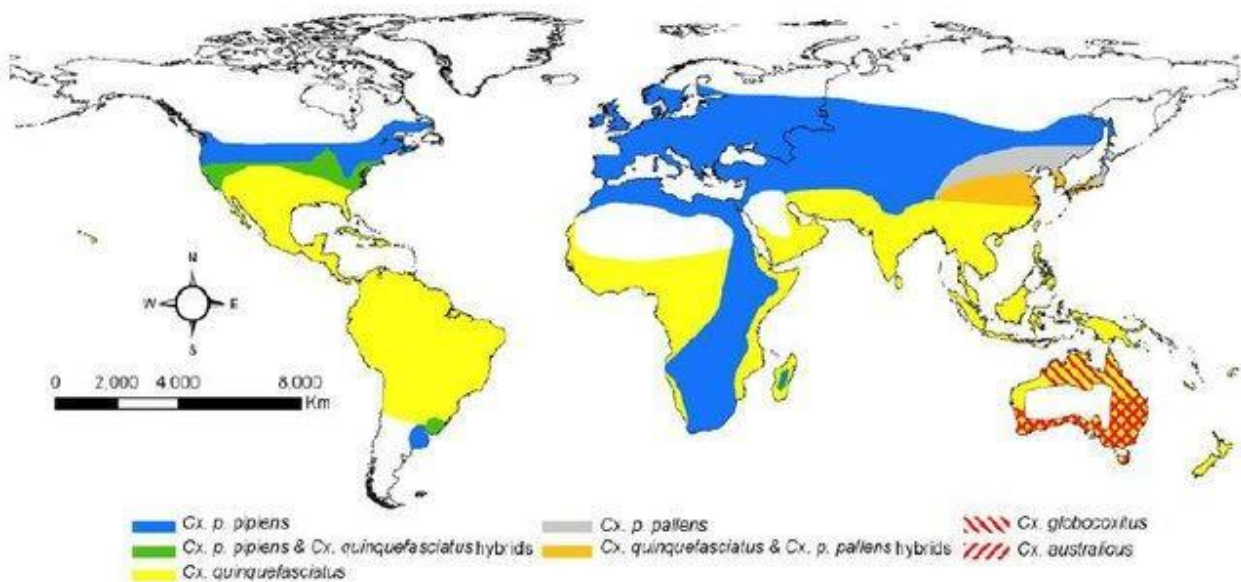 N
W E
S
0 2,000 4,000 8,000
Km
Cx. p. pipiens
Cx. p. pipiens & Cx. quinquefasciatus hybrids
Cx. quinquefasciatus
Cx. p. pallens
Cx. quinquefasciatus & Cx. p. pallens hybrids
Cx. globocoxitus
Cx. australicus